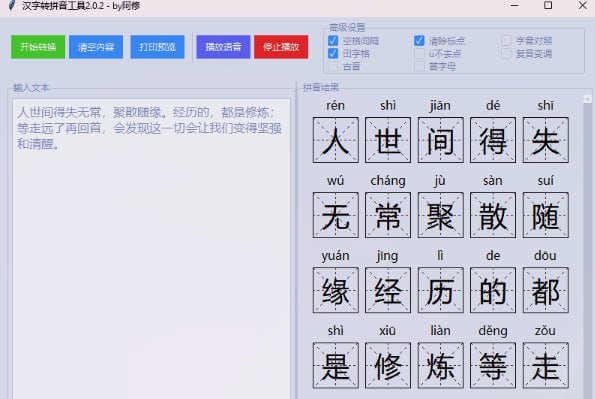 汉字转拼音工具2.0.2 - by阿修
开始转换 清空内容 打印预览 播放语音 停止播放
高级设置
空格间隔 清除标点 字音对照
田字格 ü不去点 复音变调
古音 首字母
输入文本
人世间得失无常，聚散随缘。经历的，都是修炼；
等走远了再回首，会发现这一切会让我们变得坚强
和清醒。
拼音结果
rén shì jiān dé shī
人 世 间 得 失
wú cháng jù sàn suí
无 常 聚 散 随
yuán jīng lì de dōu
缘 经 历 的 都
shì xiū liàn děng zǒu
是 修 炼 等 走